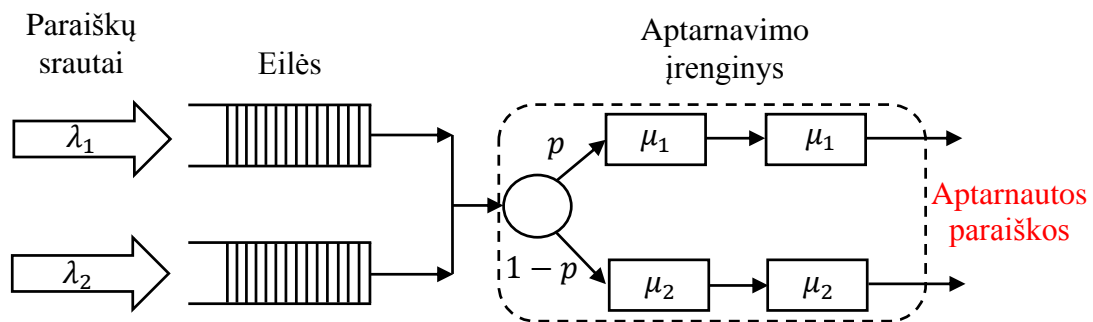 Paraiškų
srautai
Eilės
Aptarnavimo
įrenginys
λ₁
p
μ₁
μ₁
Aptarnautos
paraiškos
λ₂
1 − p
μ₂
μ₂